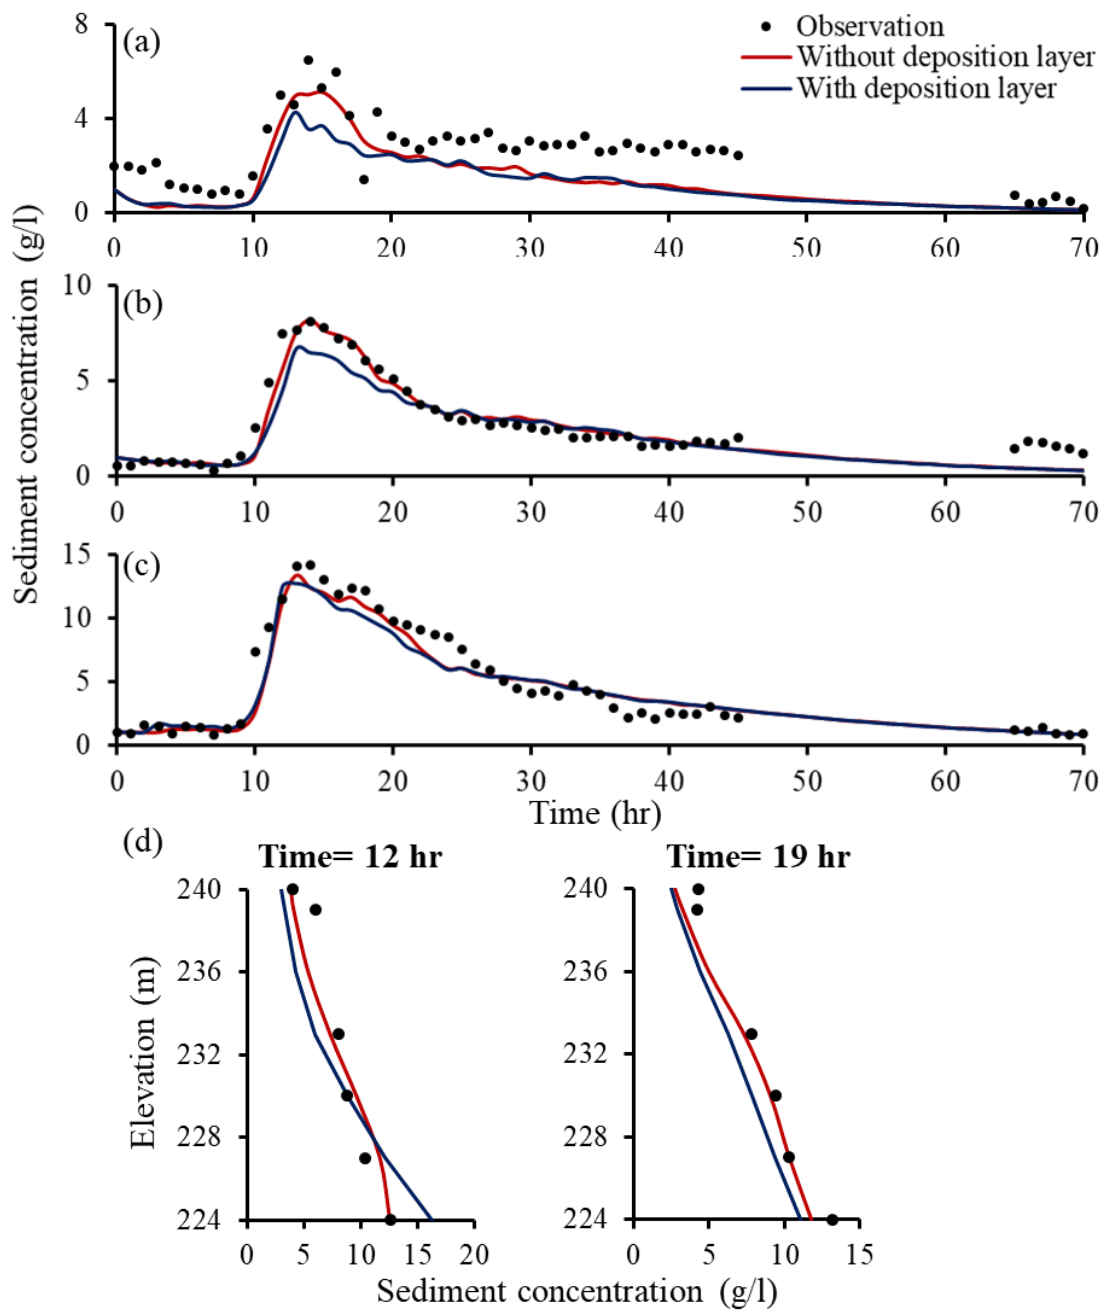 8
(a)
Observation
Without deposition layer
With deposition layer
4
0
0 10 20 30 40 50 60 70
Sediment concentration (g/l)
10
(b)
5
0
0 10 20 30 40 50 60 70
15
(c)
10
5
0
0 10 20 30 40 50 60 70
Time (hr)
(d)
Time= 12 hr
Time= 19 hr
Elevation (m)
240
236
232
228
224
0 5 10 15 20
240
236
232
228
224
0 5 10 15
Sediment concentration (g/l)